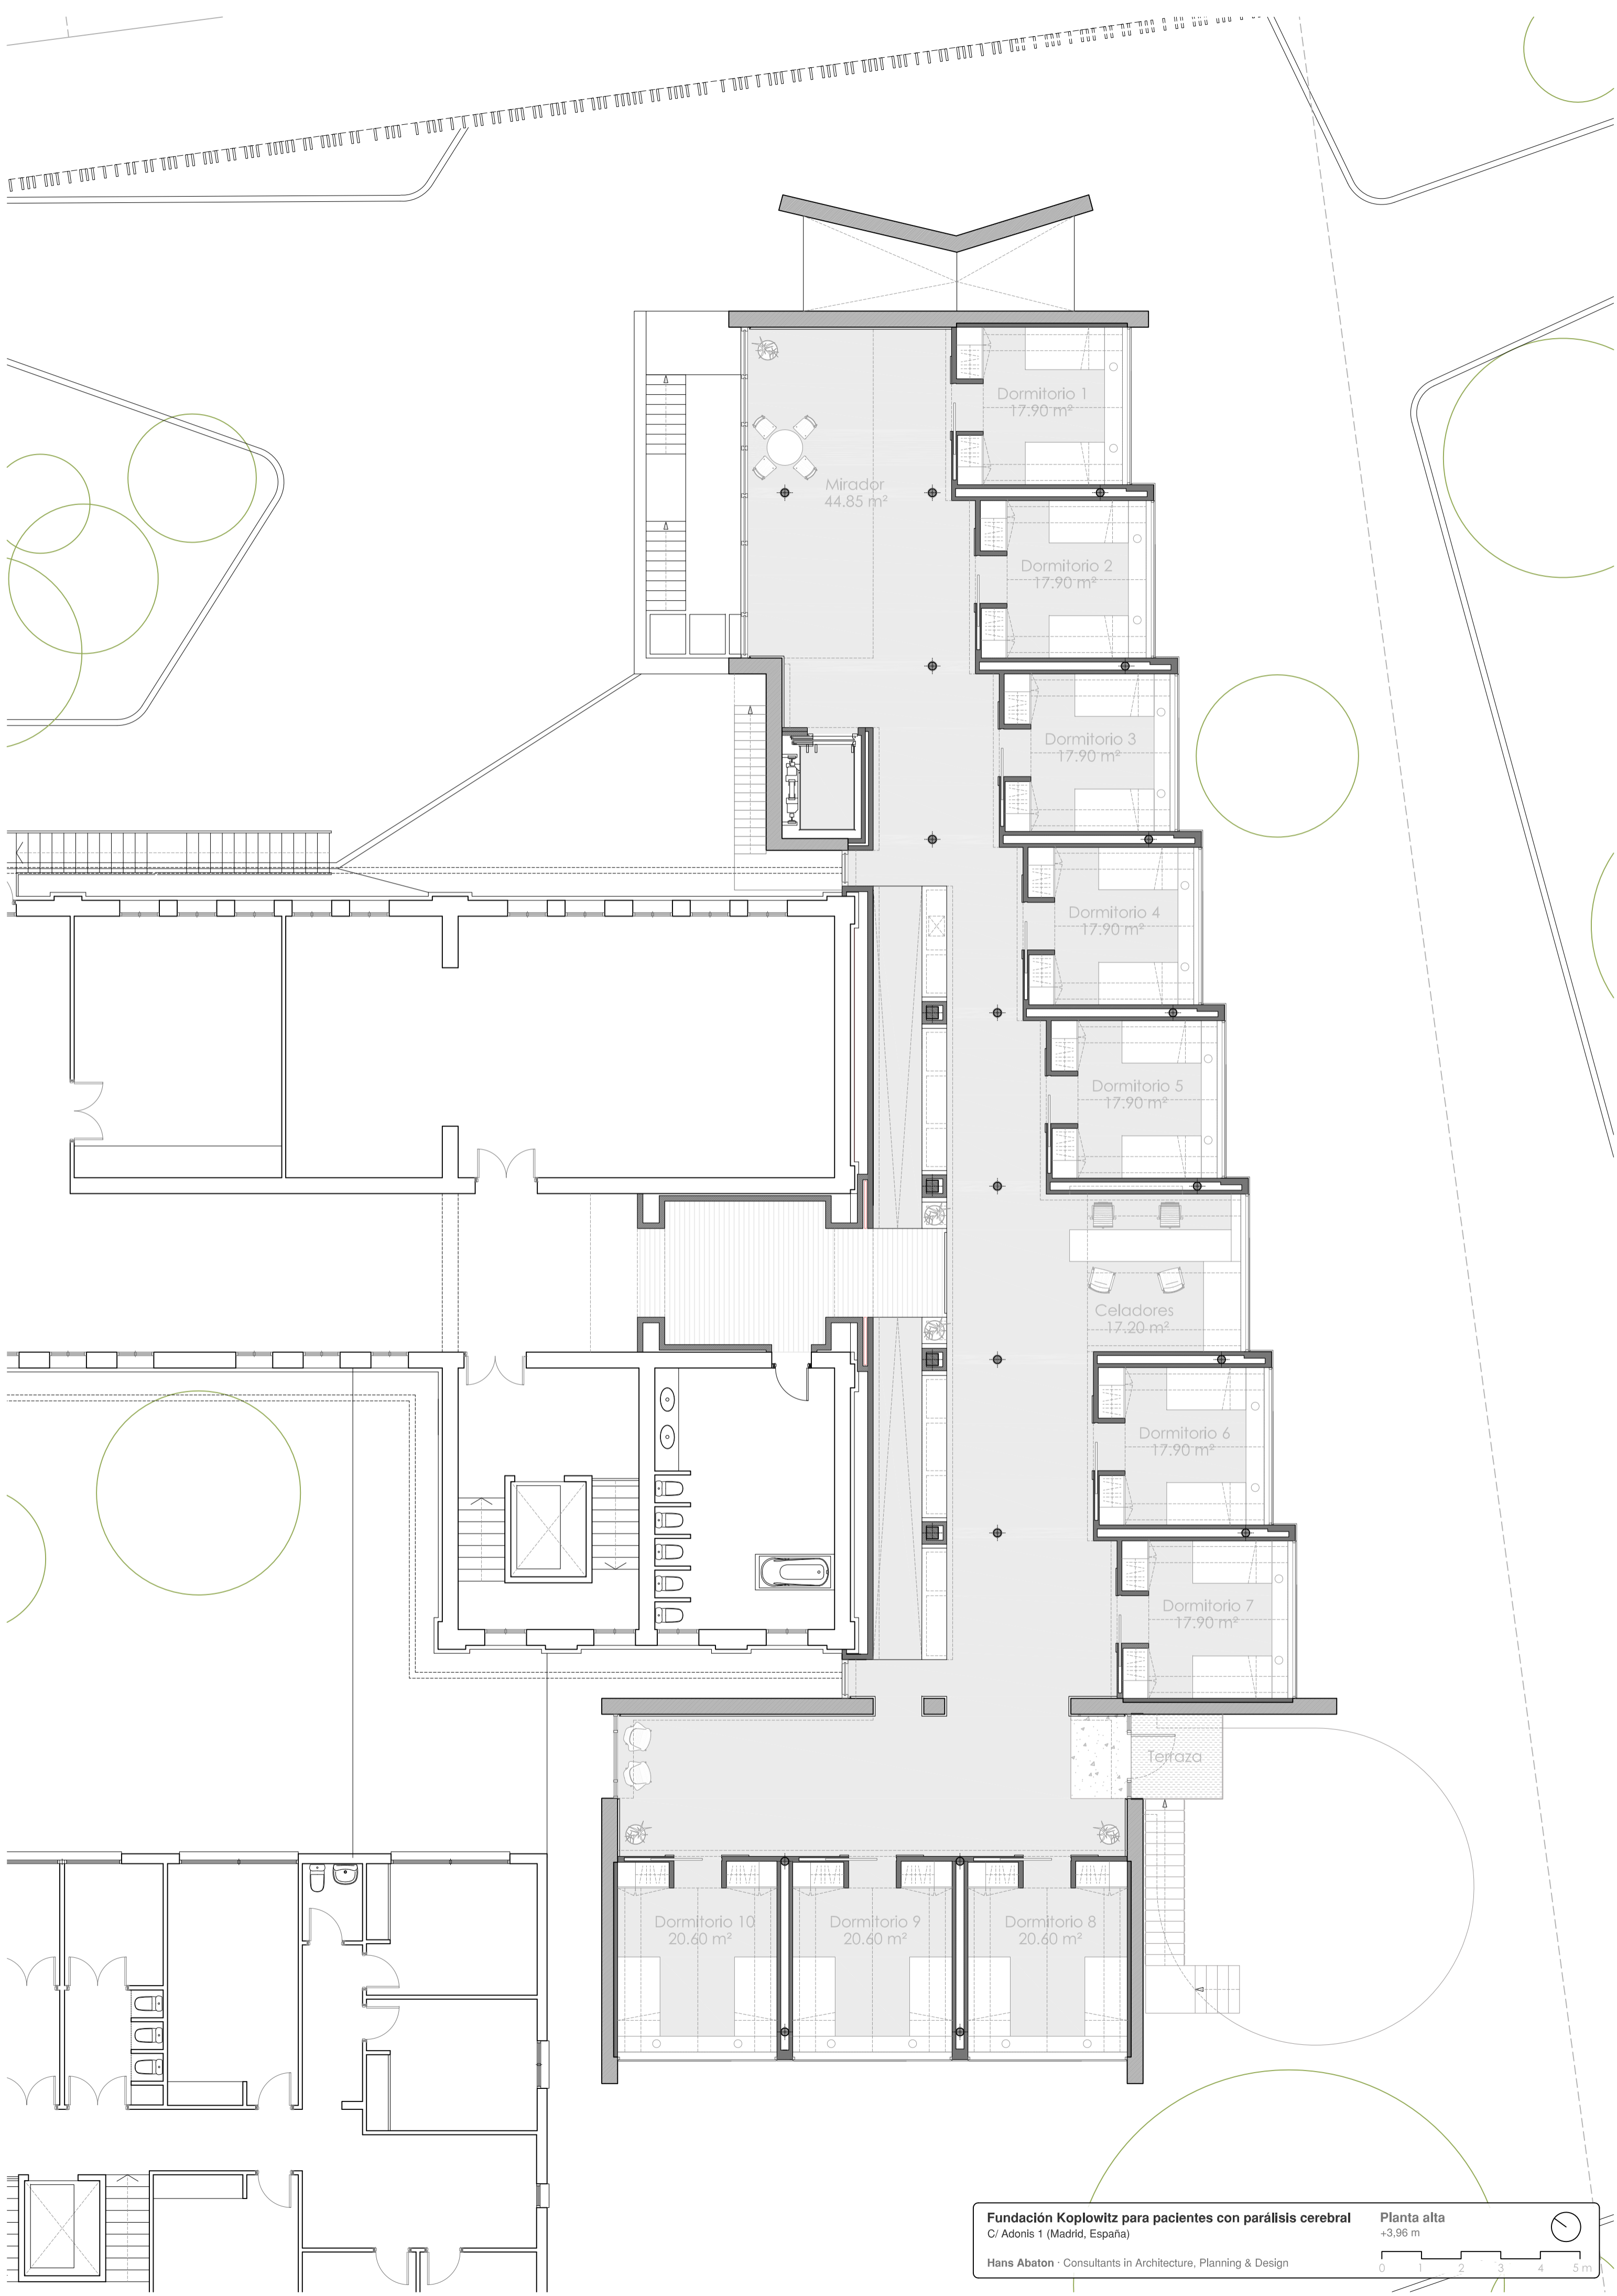 Dormitorio 1
17.90 m²
Mirador
44.85 m²
Dormitorio 2
17.90 m²
Dormitorio 3
17.90 m²
Dormitorio 4
17.90 m²
Dormitorio 5
17.90 m²
Celadores
17.20 m²
Dormitorio 6
17.90 m²
Dormitorio 7
17.90 m²
Terraza
Dormitorio 10
20.60 m²
Dormitorio 9
20.60 m²
Dormitorio 8
20.60 m²
Fundación Koplowitz para pacientes con parálisis cerebral
C/ Adonis 1 (Madrid, España)
Hans Abaton · Consultants in Architecture, Planning & Design
Planta alta
+3,96 m
0 1 2 3 4 5 m